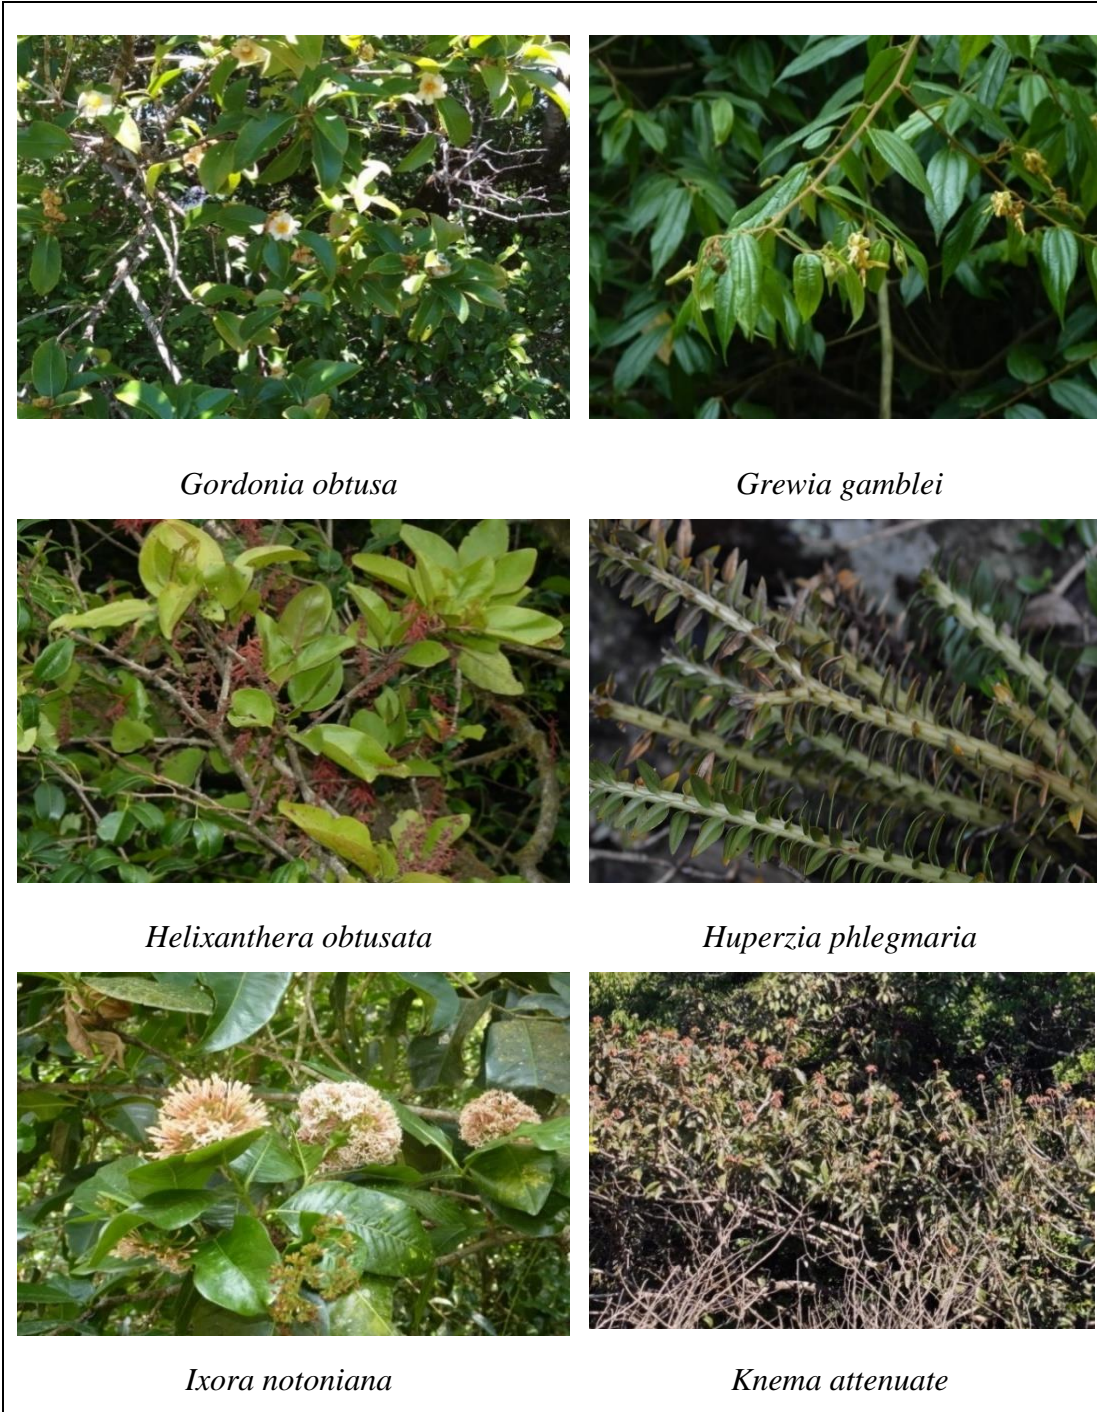 Gordonia obtusa
Grewia gamblei
Helixanthera obtusata
Huperzia phlegmaria
Ixora notoniana
Knema attenuate